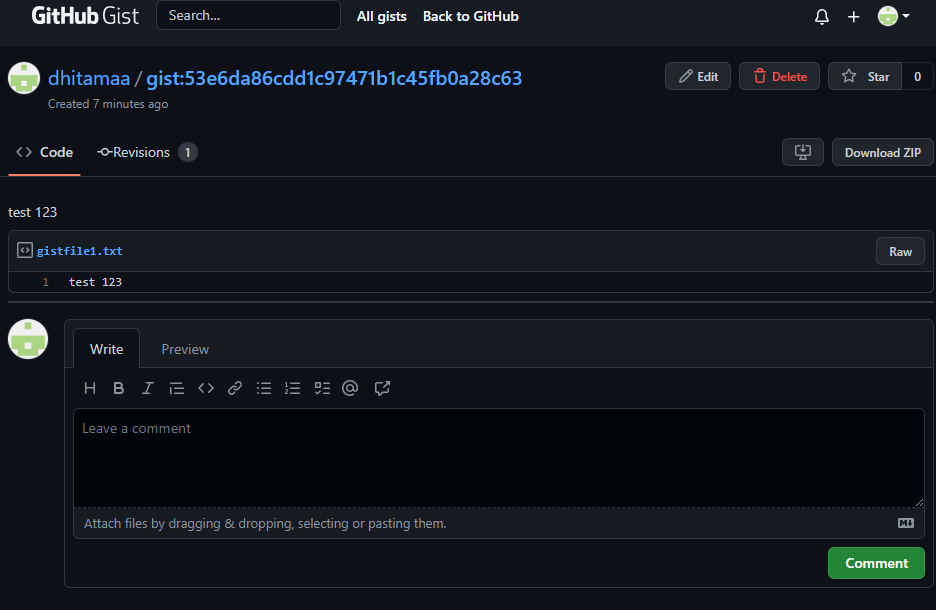 GitHub Gist Search... All gists Back to GitHub
dhitamaa / gist:53e6da86cdd1c97471b1c45fb0a28c63 Edit Delete Star 0
Created 7 minutes ago
Code Revisions 1 Download ZIP
test 123
gistfile1.txt Raw
1 test 123
Write Preview
H B I
Leave a comment
Attach files by dragging & dropping, selecting or pasting them.
Comment